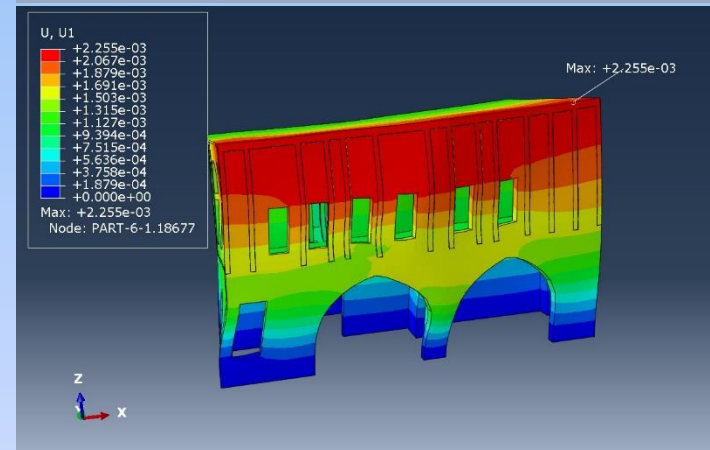 U, U1
+2.255e-03
+2.067e-03
+1.879e-03
+1.691e-03
+1.503e-03
+1.315e-03
+1.127e-03
+9.394e-04
+7.515e-04
+5.636e-04
+3.758e-04
+1.879e-04
+0.000e+00
Max: +2.255e-03
Node: PART-6-1.18677
Max: +2.255e-03
Z
X